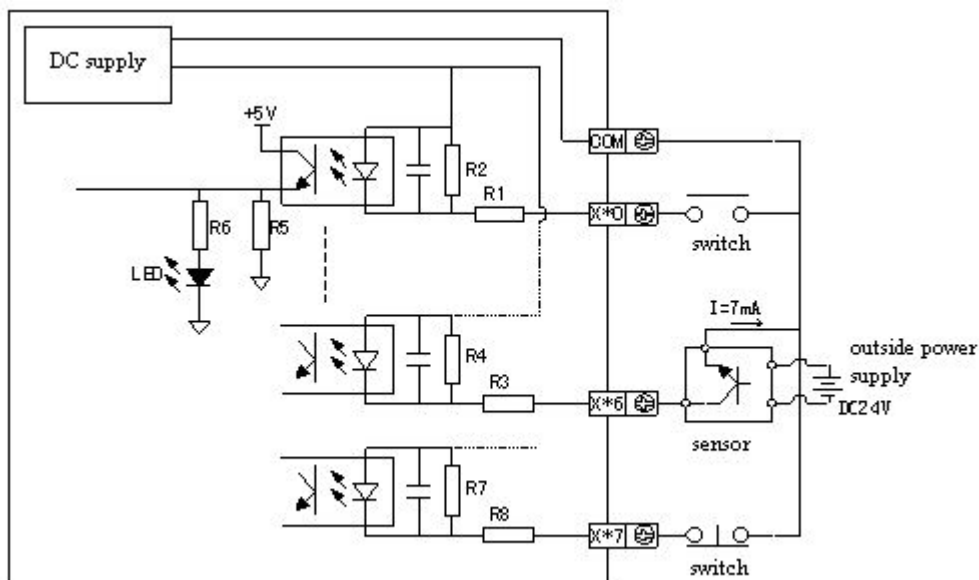 DC supply
+5V
R2
COM
R1
X*0
R6
R5
switch
LED
I=7mA
R4
outside power
supply
R3
X*6
DC24V
sensor
R7
R8
X*7
switch